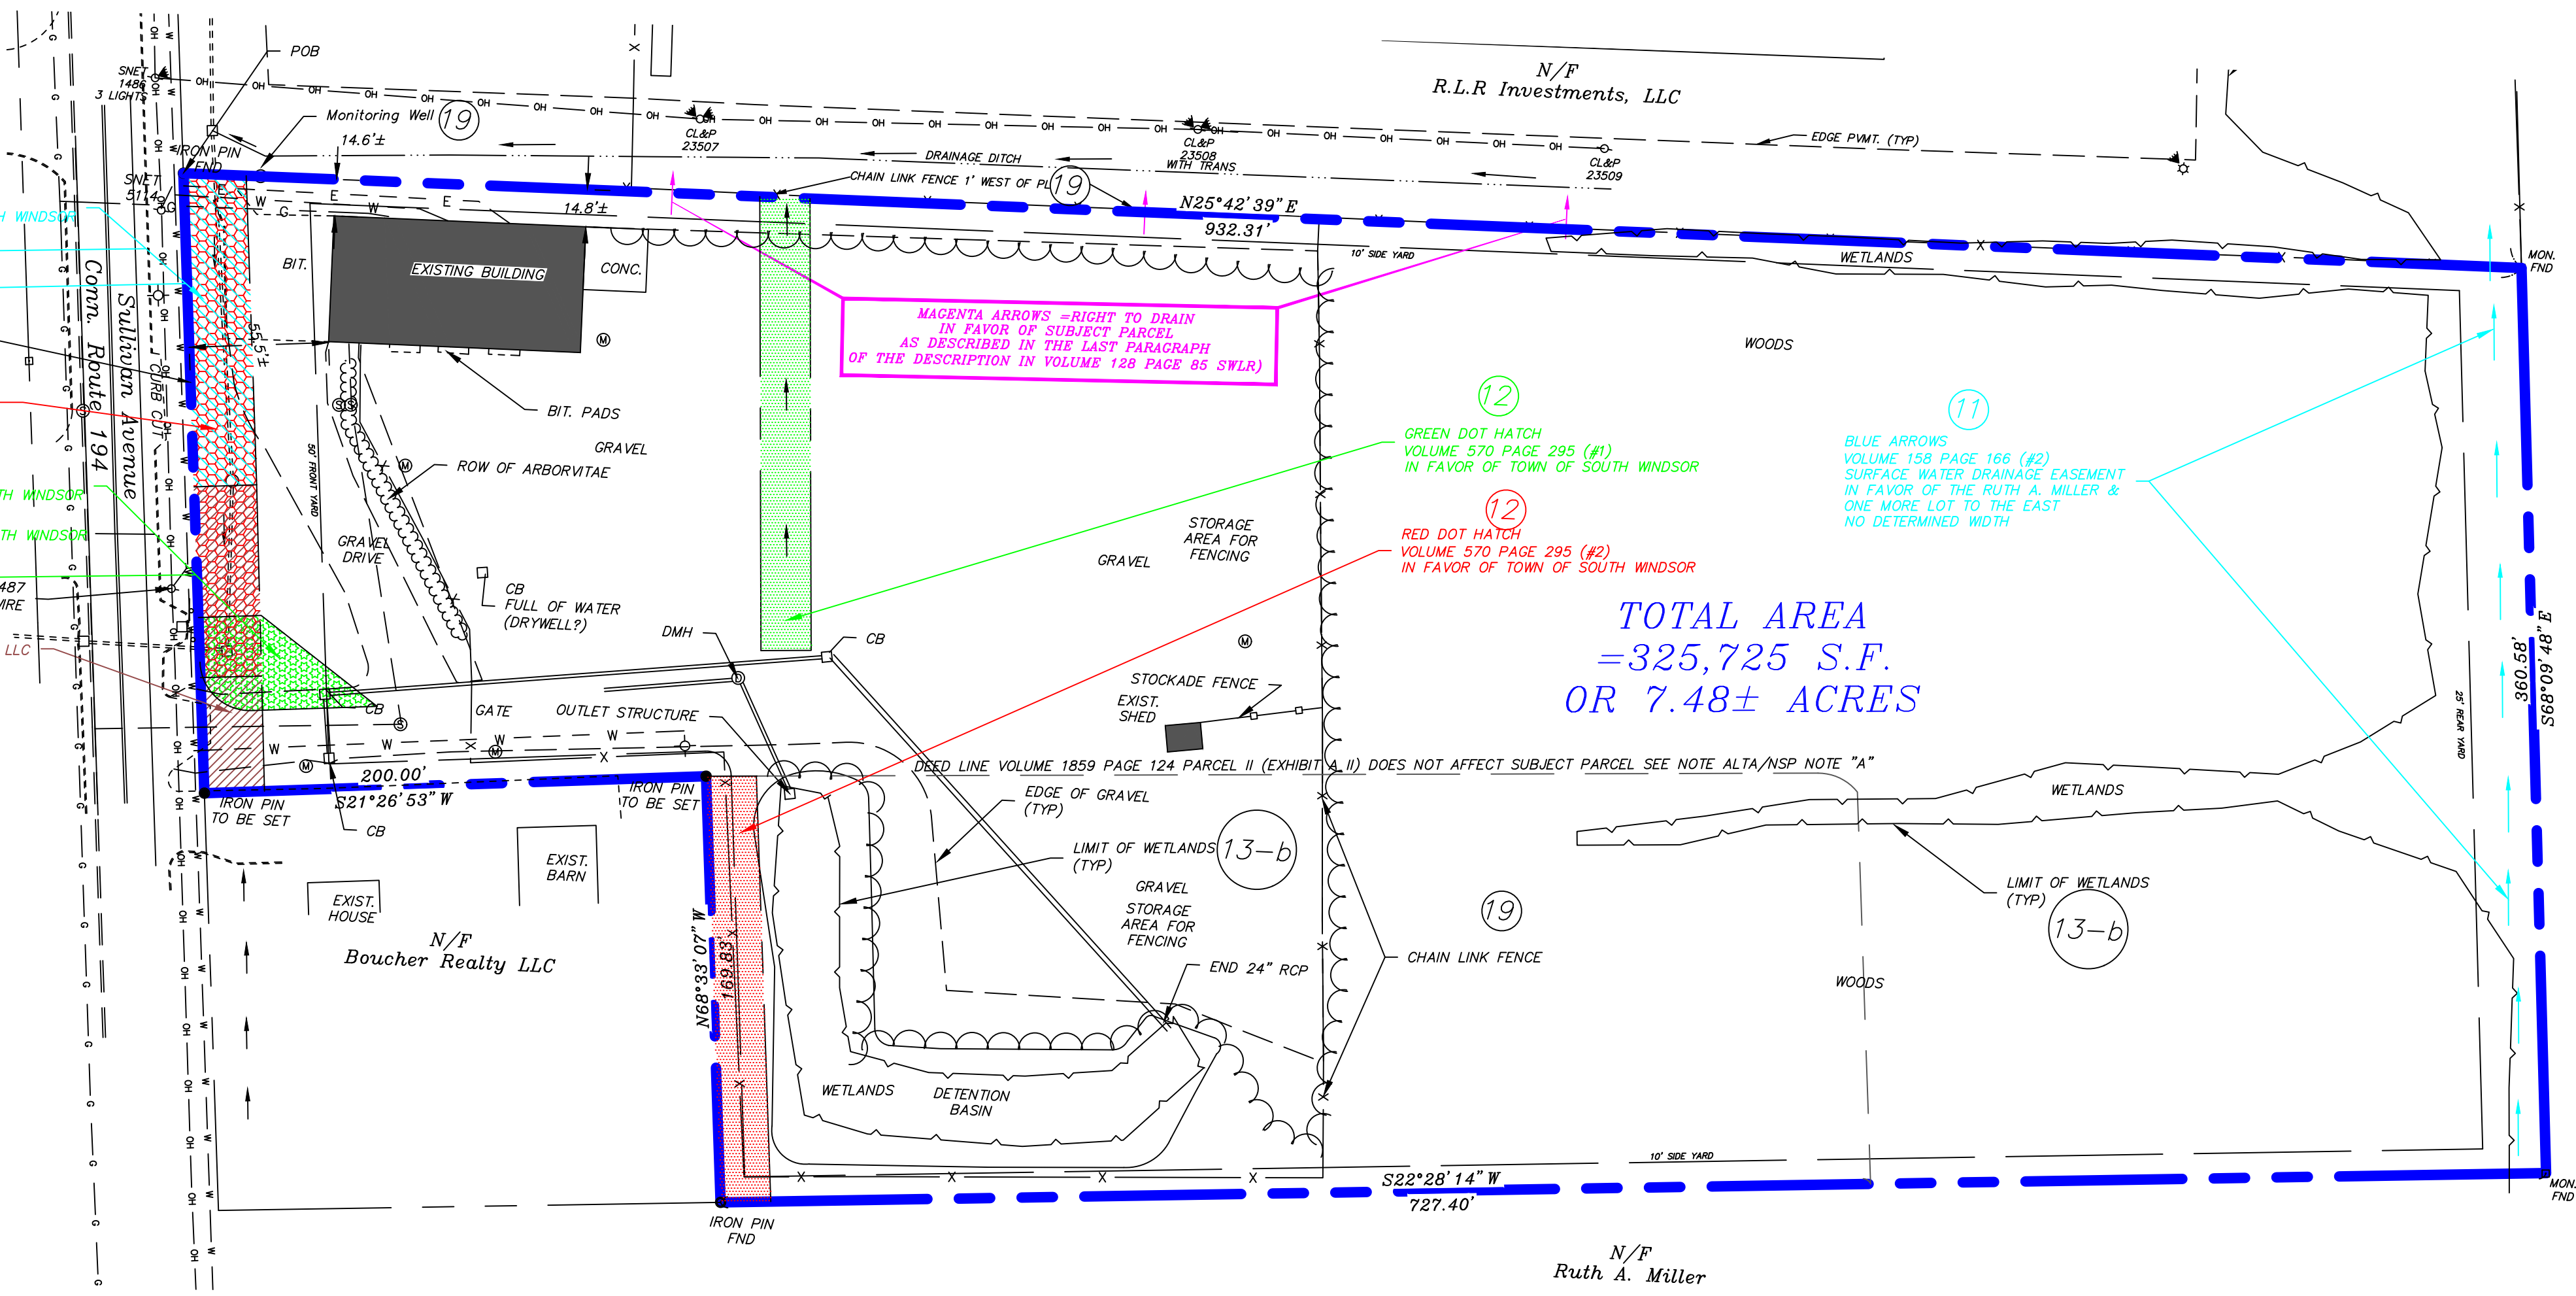 POB
SNET
1486
3 LIGHTS
Monitoring Well
19
14.6'±
IRON PIN
FND
SNET
5114
CL&P
23507
CL&P
23508
CL&P
23509
DRAINAGE DITCH
WITH TRANS
EDGE PVMT. (TYP)
N/F
R.L.R Investments, LLC
CHAIN LINK FENCE 1' WEST OF PL
19
14.8'±
N25°42'39"E
932.31'
10' SIDE YARD
WETLANDS
MON.
FND
H WINDSOR
BIT.
EXISTING BUILDING
CONC.
55.5'±
Comm. Route 194
Sullivan Avenue
CURB CUT
MAGENTA ARROWS =RIGHT TO DRAIN
IN FAVOR OF SUBJECT PARCEL
AS DESCRIBED IN THE LAST PARAGRAPH
OF THE DESCRIPTION IN VOLUME 128 PAGE 85 SWLR)
WOODS
BIT. PADS
GRAVEL
ROW OF ARBORVITAE
50' FRONT YARD
12
GREEN DOT HATCH
VOLUME 570 PAGE 295 (#1)
IN FAVOR OF TOWN OF SOUTH WINDSOR
12
RED DOT HATCH
VOLUME 570 PAGE 295 (#2)
IN FAVOR OF TOWN OF SOUTH WINDSOR
11
BLUE ARROWS
VOLUME 158 PAGE 166 (#2)
SURFACE WATER DRAINAGE EASEMENT
IN FAVOR OF THE RUTH A. MILLER &
ONE MORE LOT TO THE EAST
NO DETERMINED WIDTH
TH WINDSOR
TH WINDSOR
487
LLC
GRAVEL
DRIVE
CB
FULL OF WATER
(DRYWELL?)
GRAVEL
STORAGE
AREA FOR
FENCING
DMH
CB
TOTAL AREA
=325,725 S.F.
OR 7.48± ACRES
360.58'
S68°09'48"E
25' REAR YARD
STOCKADE FENCE
EXIST.
SHED
CB
GATE
OUTLET STRUCTURE
DEED LINE VOLUME 1859 PAGE 124 PARCEL II (EXHIBIT A II) DOES NOT AFFECT SUBJECT PARCEL SEE NOTE ALTA/NSP NOTE "A"
200.00'
S21°26'53"W
IRON PIN
TO BE SET
IRON PIN
TO BE SET
CB
EDGE OF GRAVEL
(TYP)
WETLANDS
LIMIT OF WETLANDS
(TYP)
13-b
EXIST.
HOUSE
EXIST.
BARN
N/F
Boucher Realty LLC
N68°33'07"W
169.83'
GRAVEL
STORAGE
AREA FOR
FENCING
END 24" RCP
19
CHAIN LINK FENCE
LIMIT OF WETLANDS
(TYP)
13-b
WOODS
WETLANDS
DETENTION
BASIN
10' SIDE YARD
S22°28'14"W
727.40'
MON.
FND
IRON PIN
FND
N/F
Ruth A. Miller